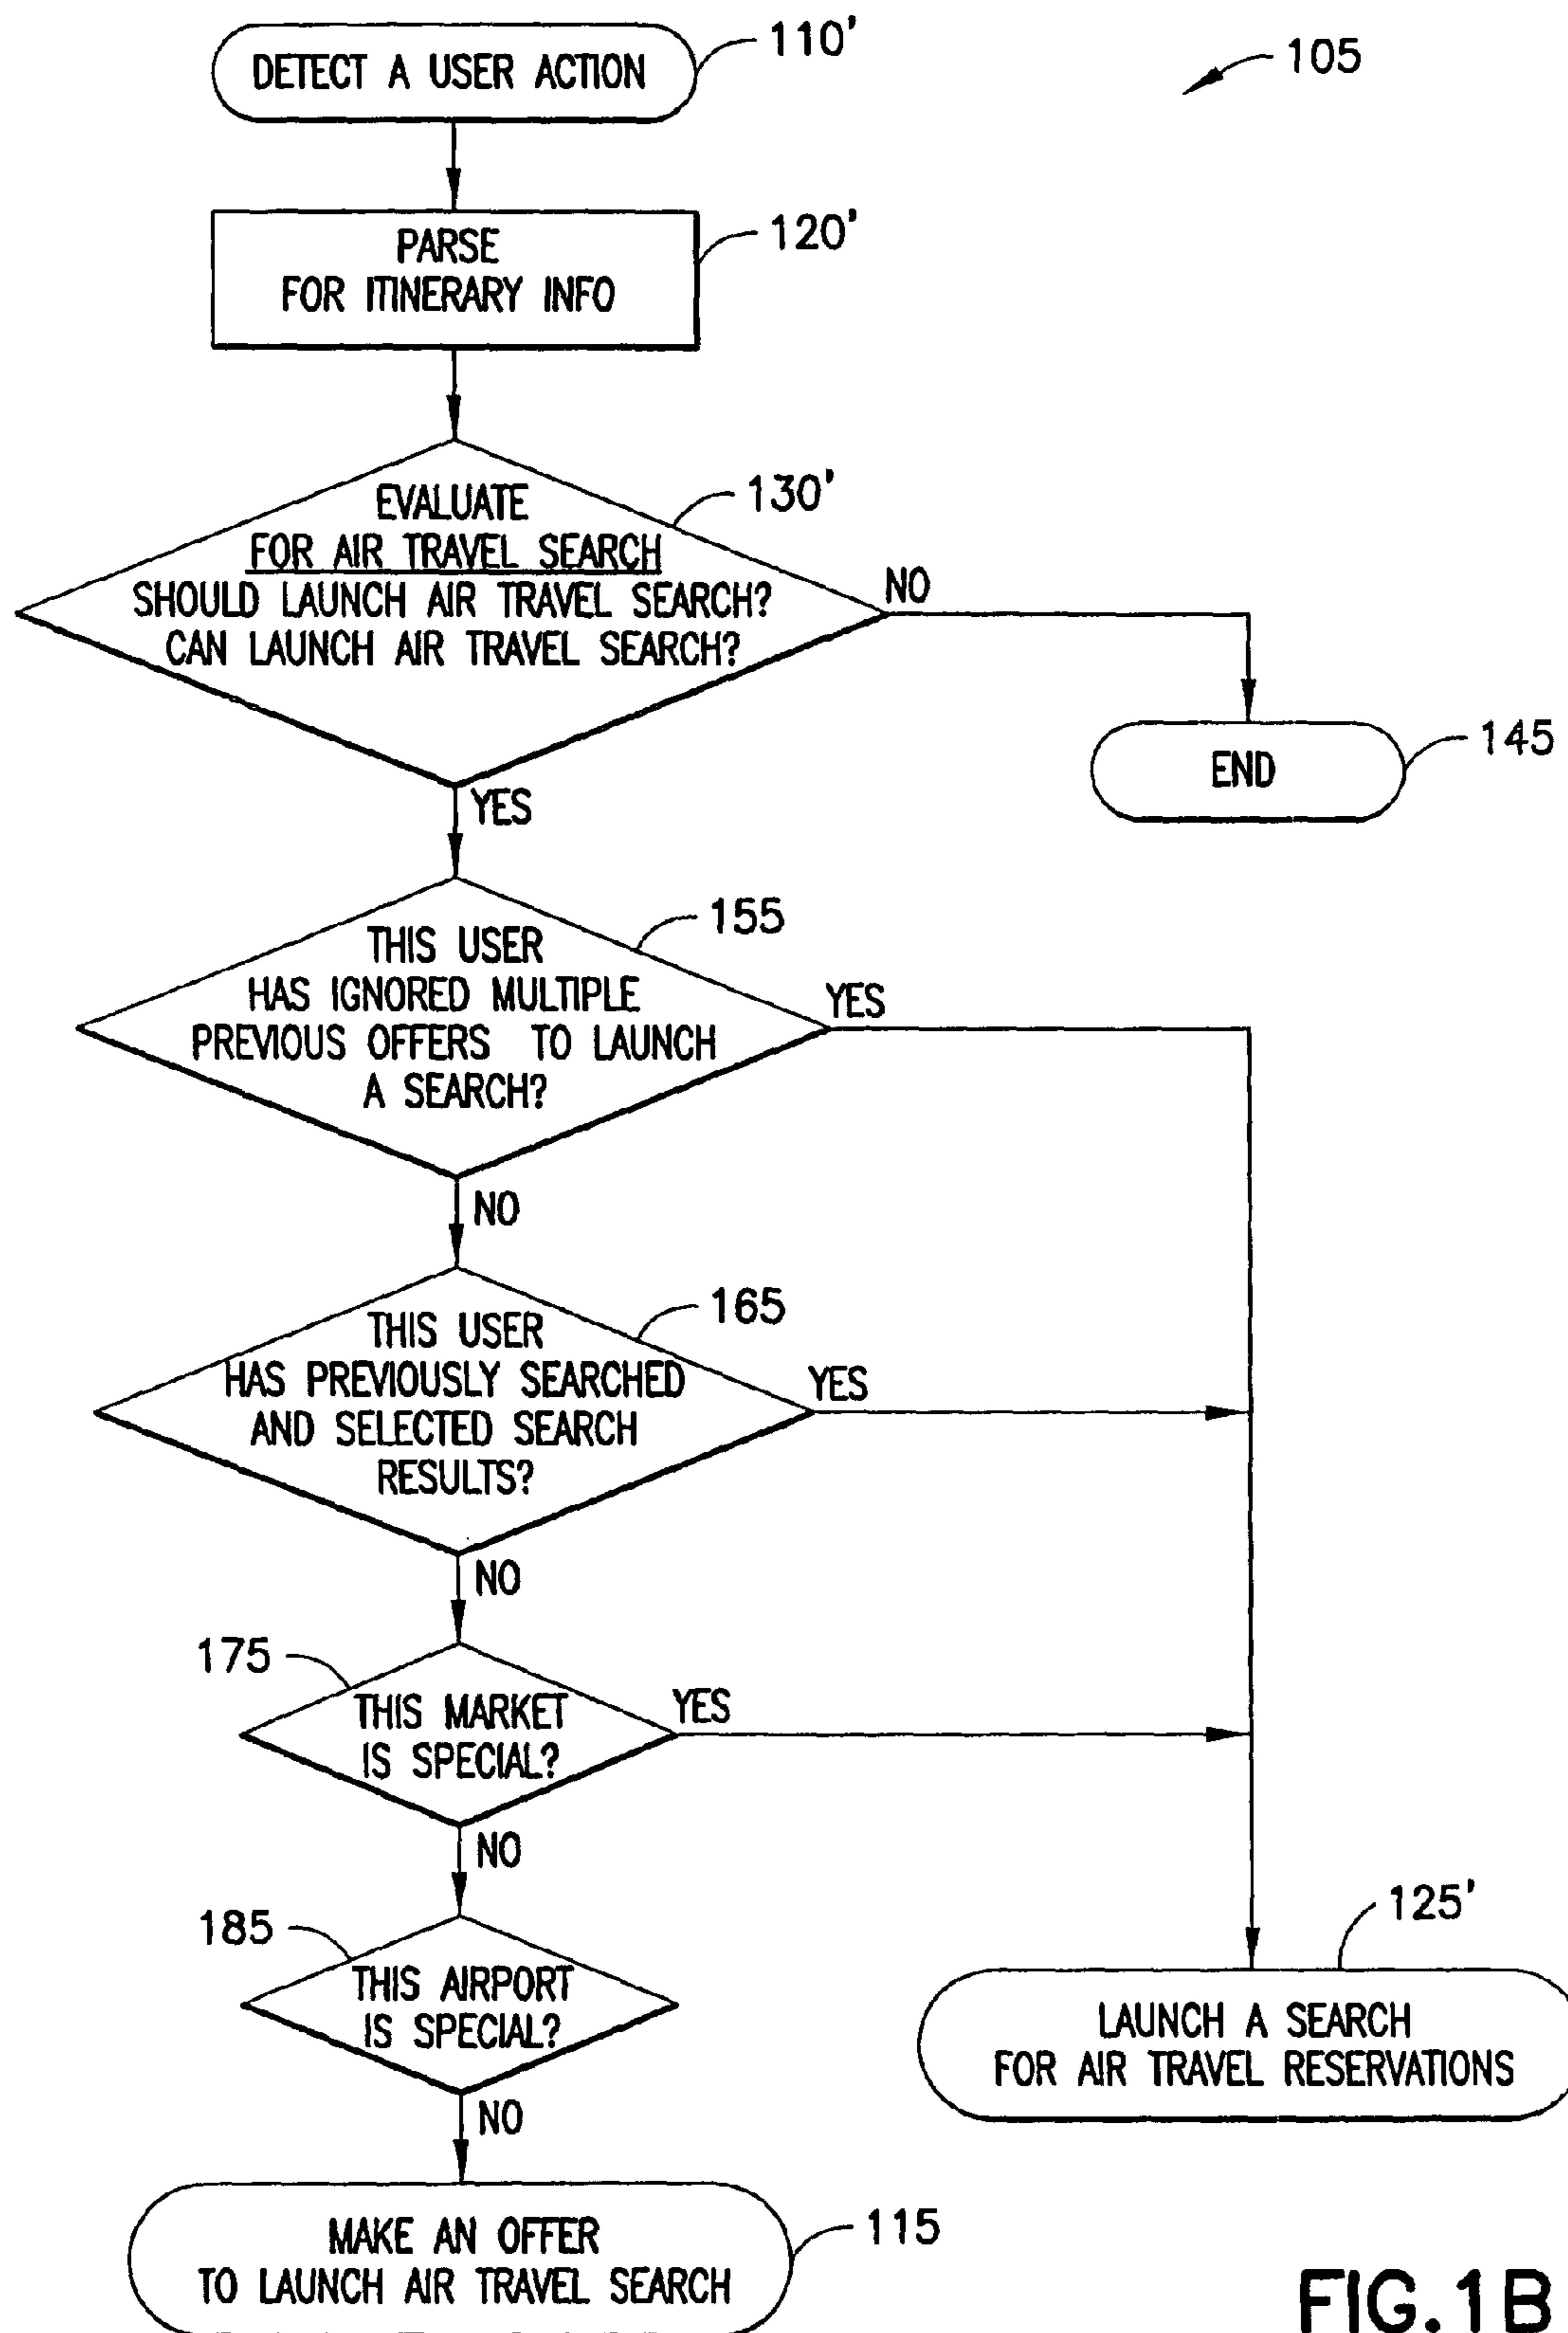 DETECT A USER ACTION
110'
105
PARSE
FOR ITINERARY INFO
120'
EVALUATE
FOR AIR TRAVEL SEARCH
SHOULD LAUNCH AIR TRAVEL SEARCH?
CAN LAUNCH AIR TRAVEL SEARCH?
130'
NO
END
145
YES
THIS USER
HAS IGNORED MULTIPLE
PREVIOUS OFFERS TO LAUNCH
A SEARCH?
155
YES
NO
THIS USER
HAS PREVIOUSLY SEARCHED
AND SELECTED SEARCH
RESULTS?
165
YES
NO
175
THIS MARKET
IS SPECIAL?
YES
NO
185
THIS AIRPORT
IS SPECIAL?
125'
LAUNCH A SEARCH
FOR AIR TRAVEL RESERVATIONS
NO
MAKE AN OFFER
TO LAUNCH AIR TRAVEL SEARCH
115
FIG.1B